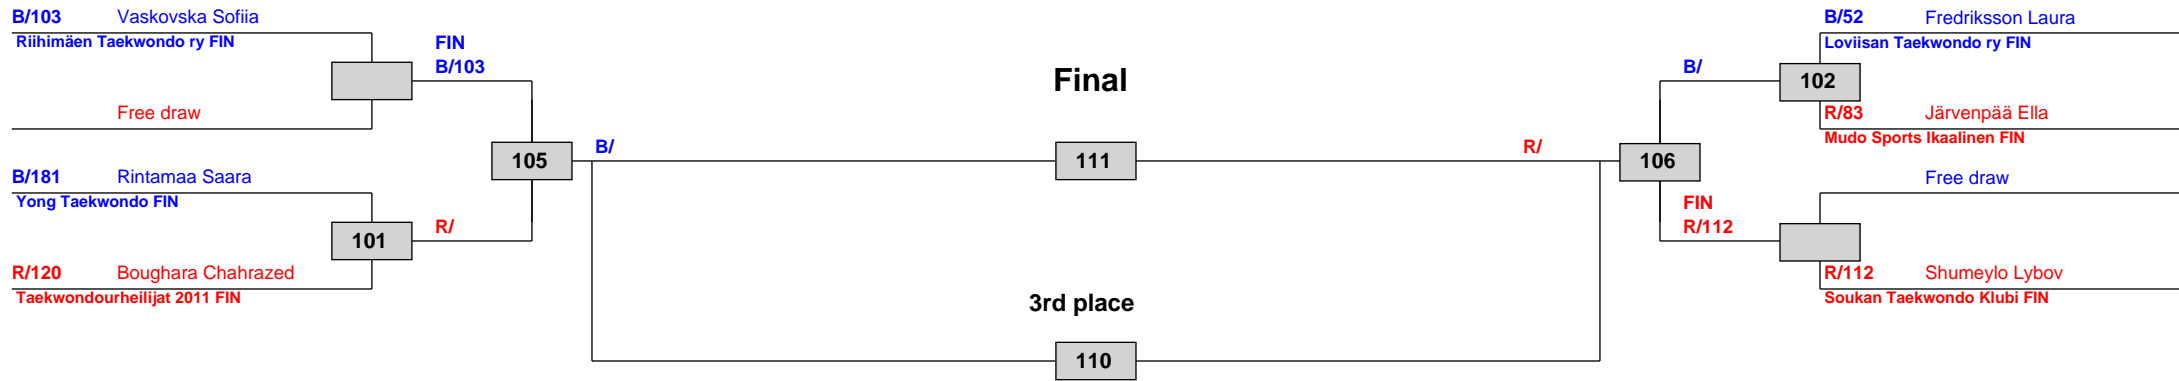 B/103 Vaskovska Sofiia
Riihimäen Taekwondo ry FIN
FIN
B/103
Free draw
105
B/
B/181 Rintamaa Saara
Yong Taekwondo FIN
101
R/
R/120 Boughara Chahrazed
Taekwondourheilijat 2011 FIN
Final
111
3rd place
110
B/52 Fredriksson Laura
Loviisan Taekwondo ry FIN
B/
102
R/83 Järvenpää Ella
Mudo Sports Ikaalinen FIN
R/
106
Free draw
FIN
R/112
R/112 Shumeylo Lybov
Soukan Taekwondo Klubi FIN